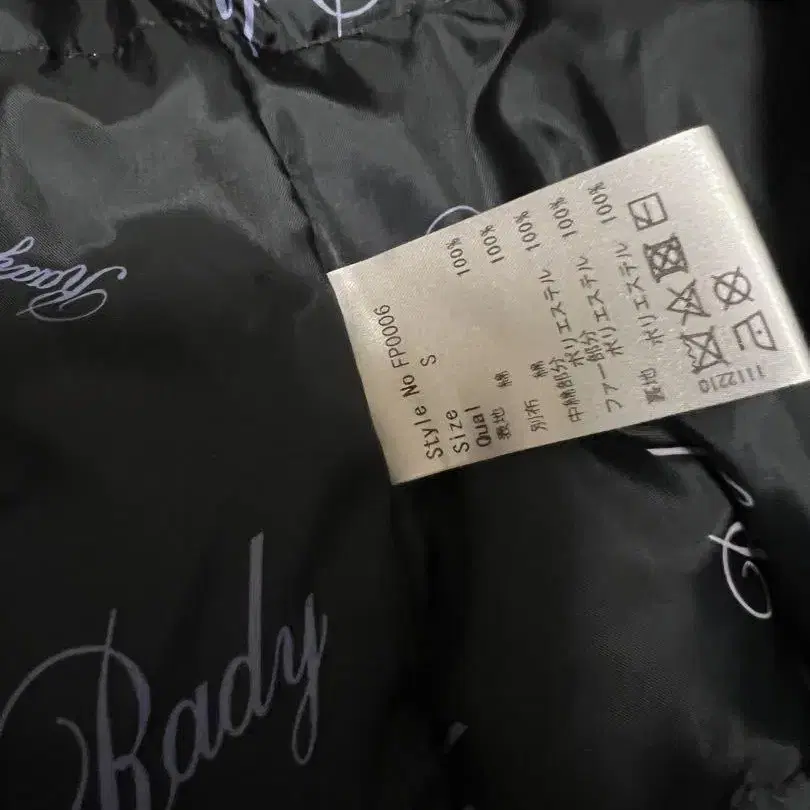 Style No FP0006
Size S
Qual
表地 綿 100%
別布 綿 100%
中綿部分 ポリエステル 100%
ファー部分 ポリエステル 100%
裏地 ポリエステル 100%
1112210
Rady
Rady